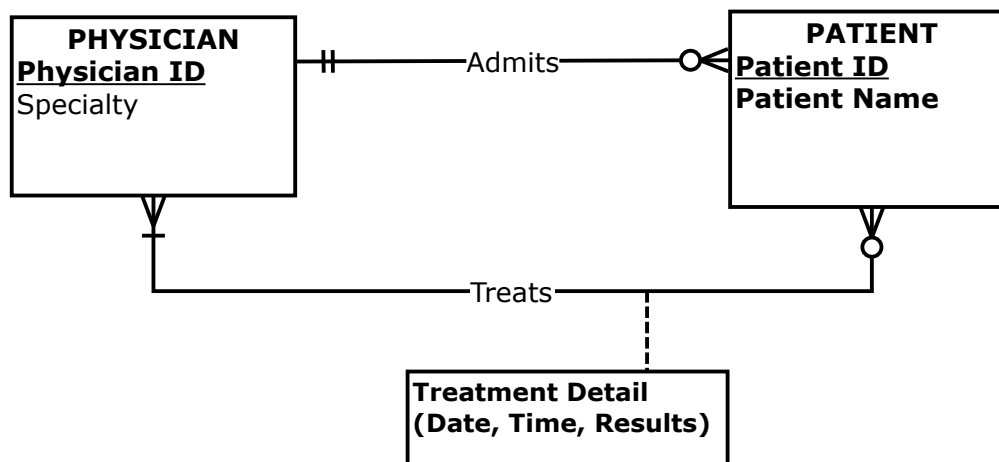 PHYSICIAN
Physician ID
Specialty
Admits
PATIENT
Patient ID
Patient Name
Treats
Treatment Detail
(Date, Time, Results)